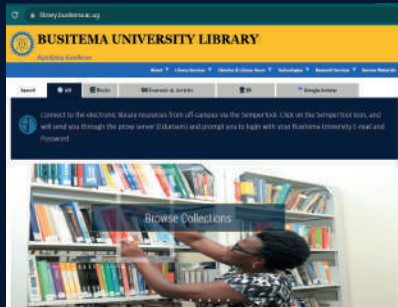 library.busitema.ac.ug
BUSITEMA UNIVERSITY LIBRARY
About Library Services Libraries & Library Hours Technologies Research Services
Search All Books Journals & Articles Google Scholar
Connect to the electronic library resources from off-campus via the SemperTool. Click on the SemperTool icon, and
will send you through the proxy server (Eduroam) and prompt you to login with your Busitema University E-mail and
Password
Browse Collections